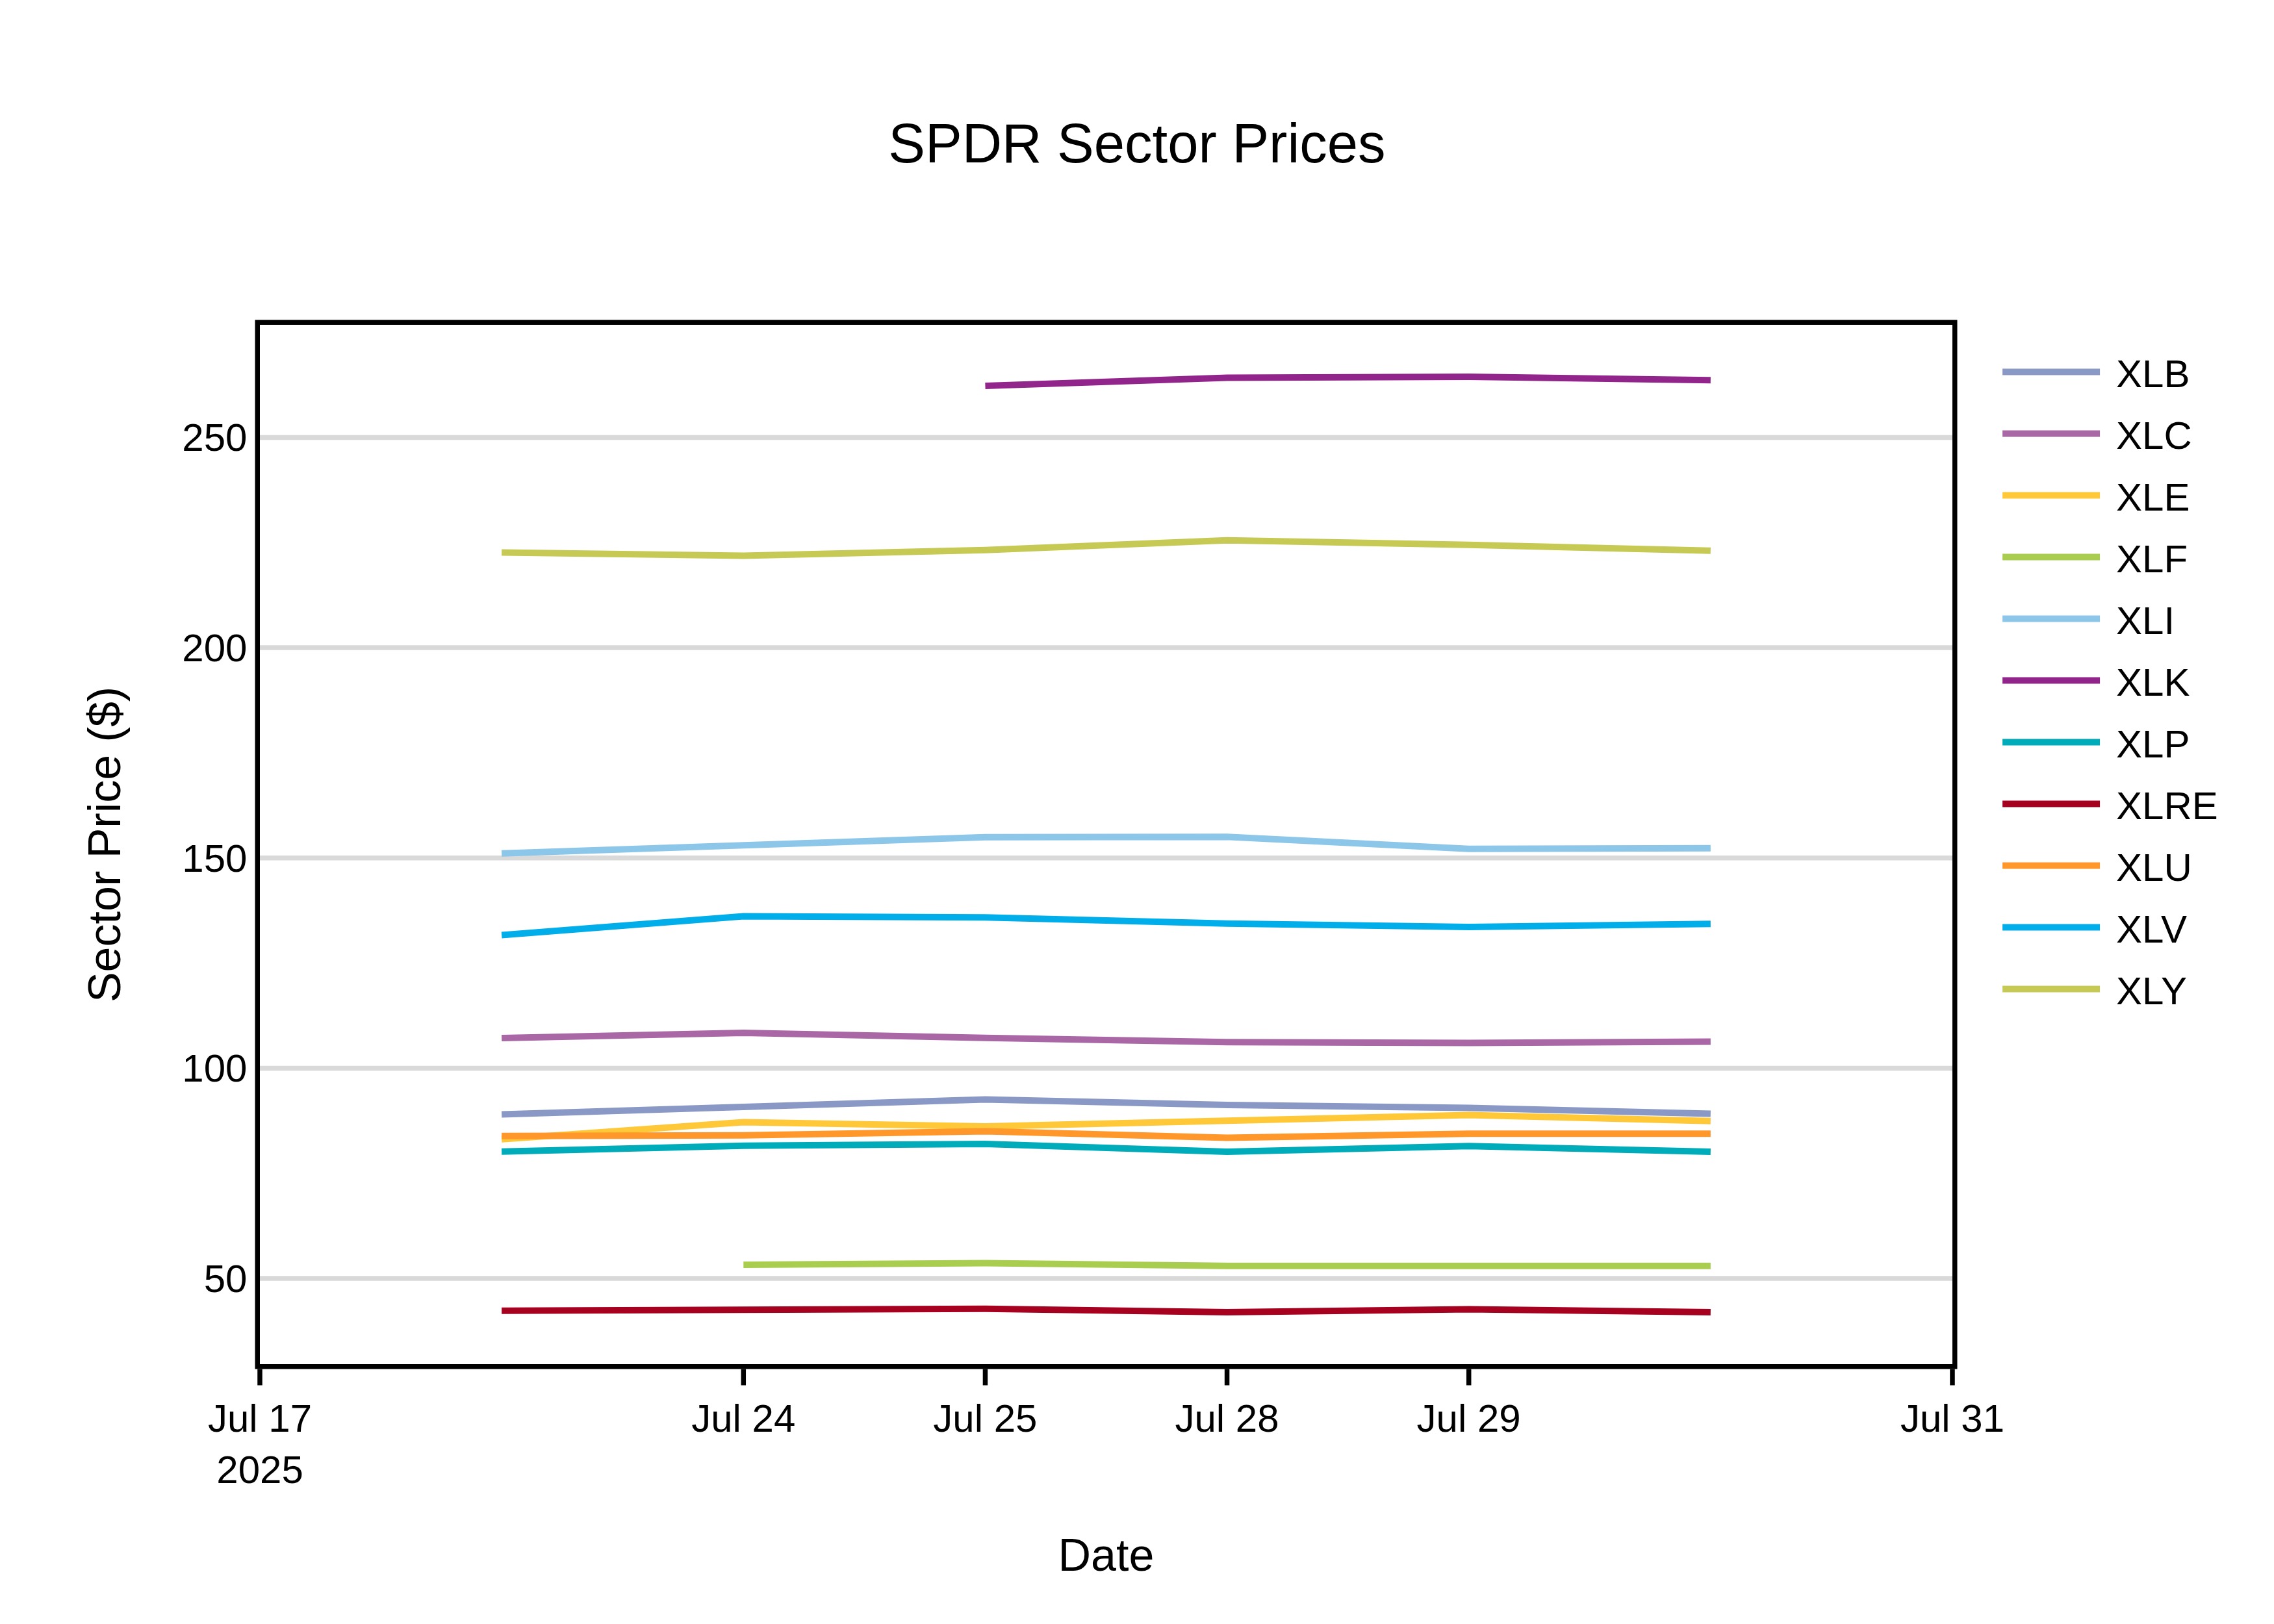 SPDR Sector Prices
250
200
150
100
50
Sector Price ($)
Jul 17
2025
Jul 24
Jul 25
Jul 28
Jul 29
Jul 31
Date
XLB
XLC
XLE
XLF
XLI
XLK
XLP
XLRE
XLU
XLV
XLY